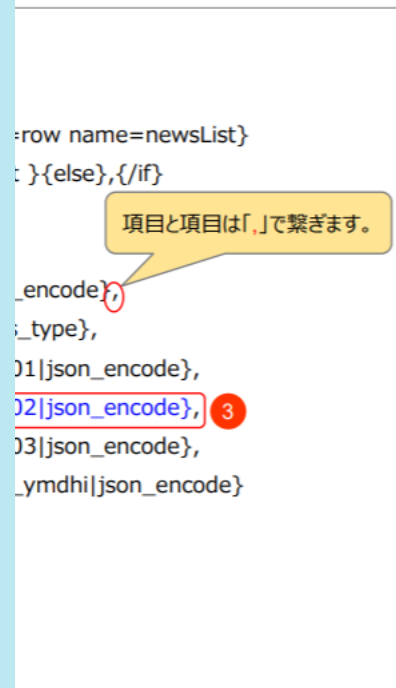 =row name=newsList}
t }{else},{/if}
項目と項目は「,」で繋ぎます。
_encode},
s_type},
01|json_encode},
02|json_encode}, 3
03|json_encode},
_ymdhi|json_encode}